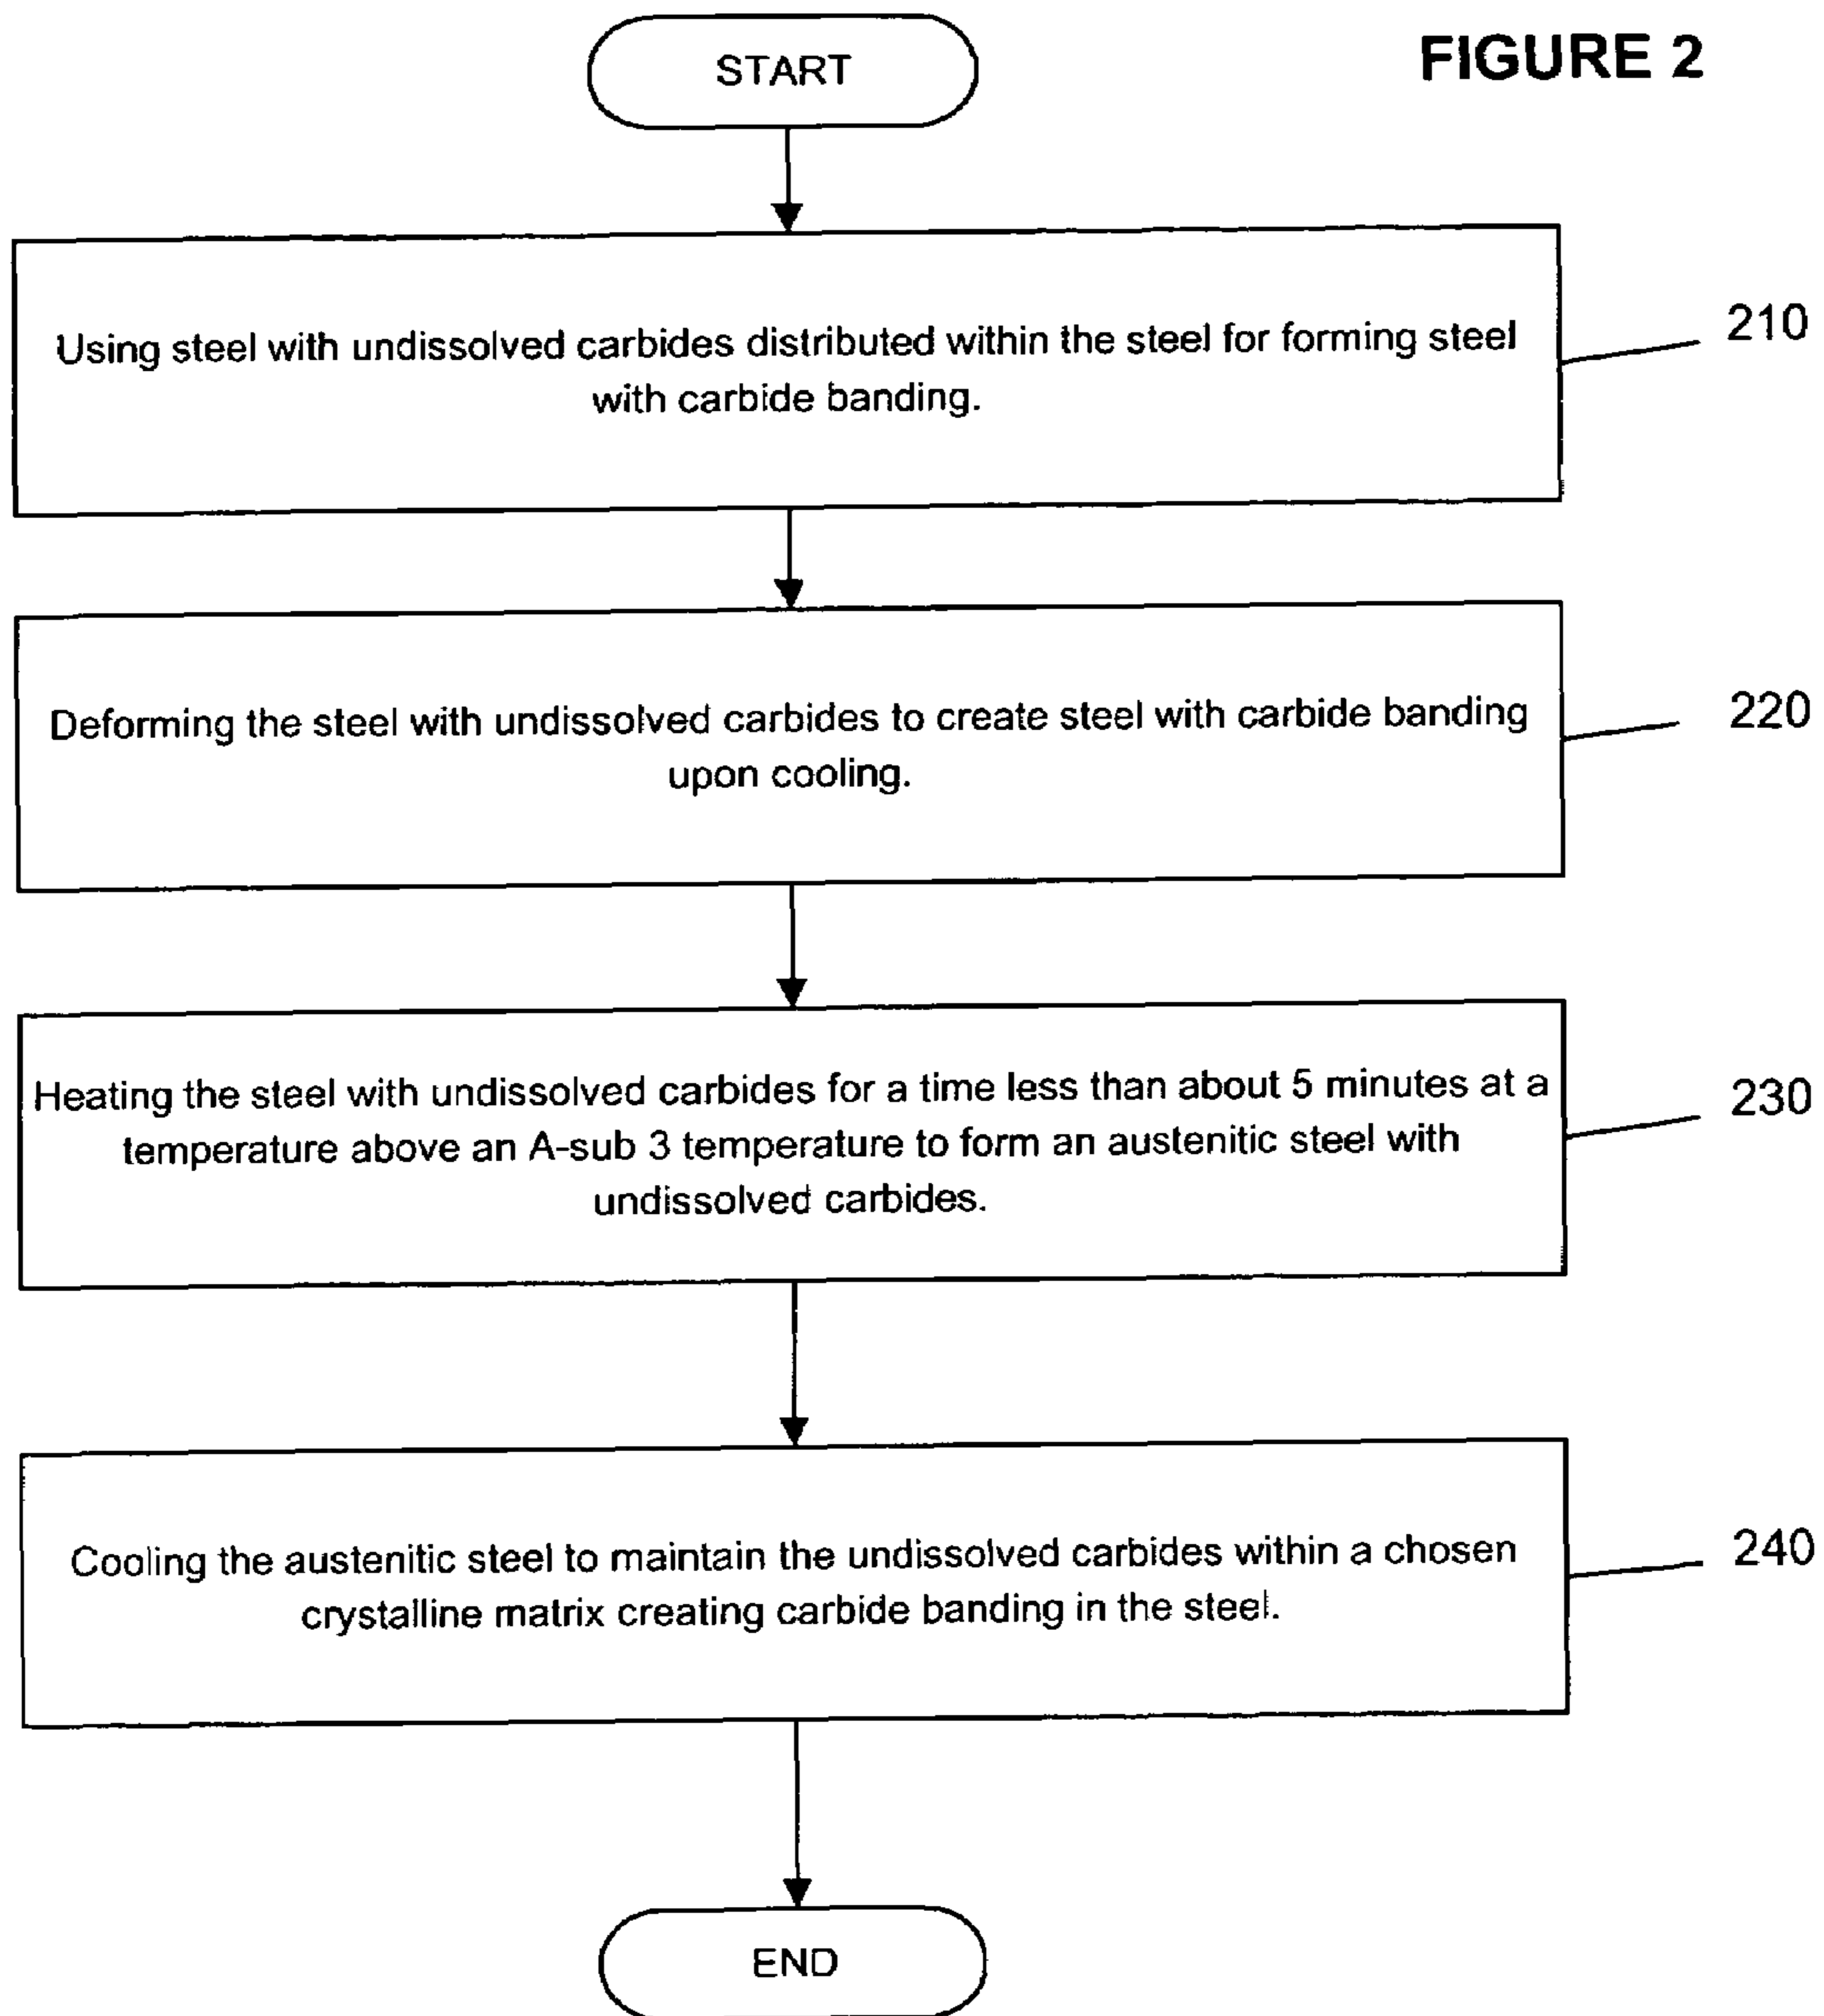 FIGURE 2
START
Using steel with undissolved carbides distributed within the steel for forming steel
with carbide banding.
210
Deforming the steel with undissolved carbides to create steel with carbide banding
upon cooling.
220
Heating the steel with undissolved carbides for a time less than about 5 minutes at a
temperature above an A-sub 3 temperature to form an austenitic steel with
undissolved carbides.
230
Cooling the austenitic steel to maintain the undissolved carbides within a chosen
crystalline matrix creating carbide banding in the steel.
240
END